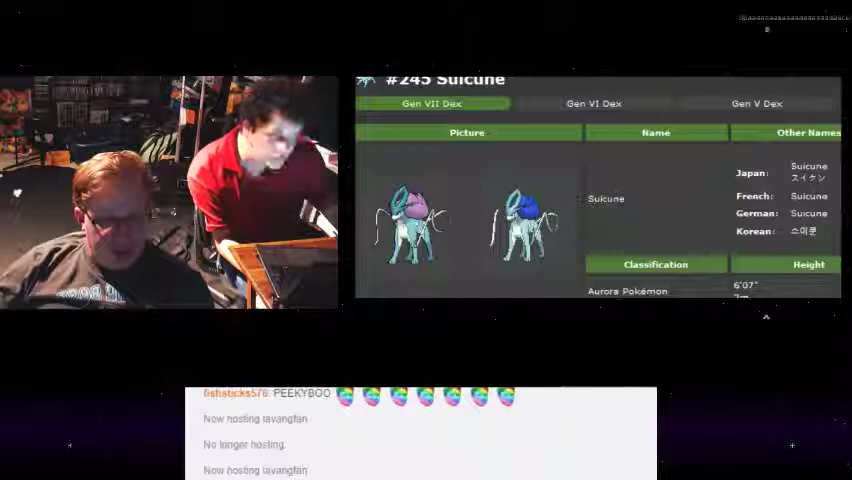 #245 Suicune
Gen VII Dex
Gen VI Dex
Gen V Dex
Picture
Name
Other Names
Suicune
Japan: Suicune
スイクン
French: Suicune
German: Suicune
Korean: 스이쿤
Classification
Height
Aurora Pokémon
6'07"
2m
fishsticks576: PEEKYBOO
Now hosting lavangfan
No longer hosting.
Now hosting lavangfan